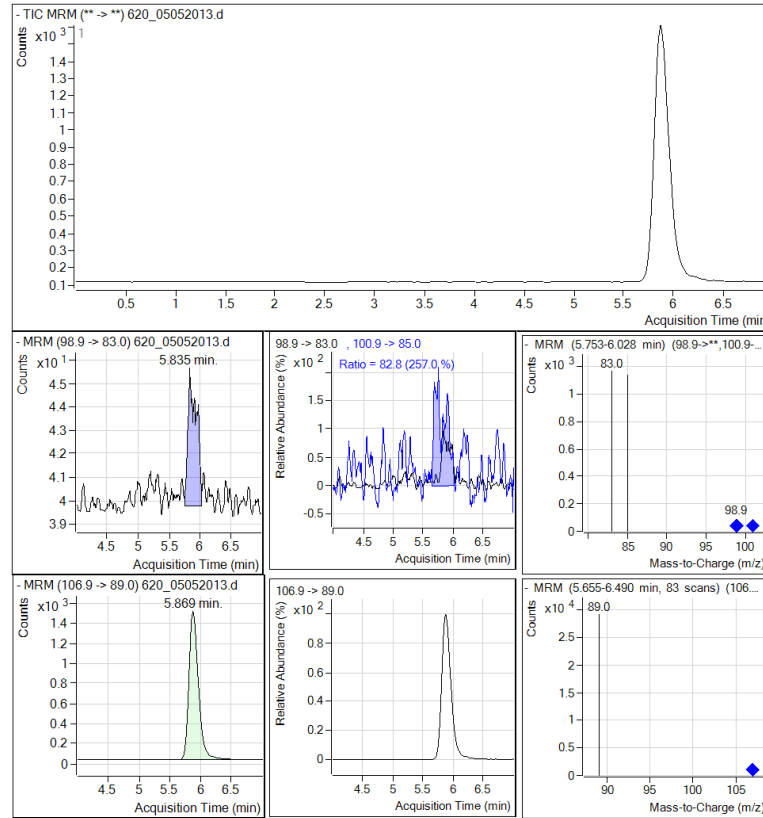 - TIC MRM (** -> **) 620_05052013.d
Counts
x10 3
1
1.4
1.3
1.2
1.1
1
0.9
0.8
0.7
0.6
0.5
0.4
0.3
0.2
0.1
0.5 1 1.5 2 2.5 3 3.5 4 4.5 5 5.5 6 6.5
Acquisition Time (min)
- MRM (98.9 -> 83.0) 620_05052013.d
Counts
x10 1
5.835 min.
4.5
4.4
4.3
4.2
4.1
4
3.9
4.5 5 5.5 6 6.5
Acquisition Time (min)
98.9 -> 83.0 , 100.9 -> 85.0
Relative Abundance (%)
x10 2
Ratio = 82.8 (257.0 %)
2
1.5
1
0.5
0
-0.5
4.5 5 5.5 6 6.5
Acquisition Time (min)
- MRM (5.753-6.028 min) (98.9->**,100.9-...
Counts
x10 3
83.0
1
0.8
0.6
0.4
0.2
0
98.9
85 90 95 100
Mass-to-Charge (m/z)
- MRM (106.9 -> 89.0) 620_05052013.d
Counts
x10 3
5.869 min.
1.4
1.2
1
0.8
0.6
0.4
0.2
0
4.5 5 5.5 6 6.5
Acquisition Time (min)
106.9 -> 89.0
Relative Abundance (%)
x10 2
1
0.8
0.6
0.4
0.2
0
4.5 5 5.5 6 6.5
Acquisition Time (min)
- MRM (5.655-6.490 min, 83 scans) (106....
Counts
x10 4
89.0
2.5
2
1.5
1
0.5
0
90 95 100 105
Mass-to-Charge (m/z)